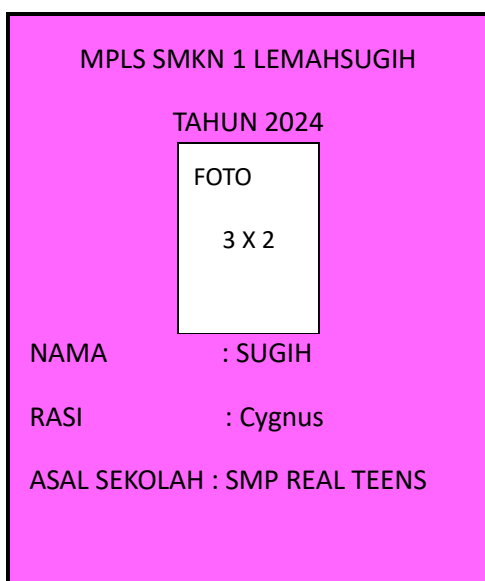 MPLS SMKN 1 LEMAHSUGIH
TAHUN 2024
FOTO
3 X 2
NAMA : SUGIH
RASI : Cygnus
ASAL SEKOLAH : SMP REAL TEENS